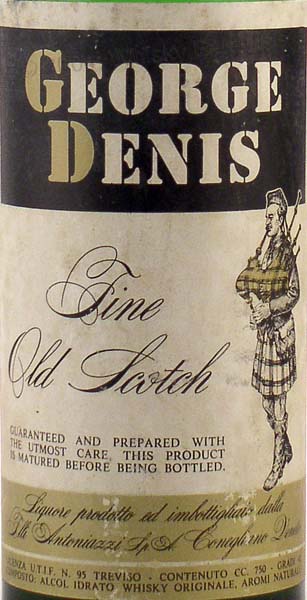 GEORGE
DENIS
Fine
Old Scotch
GUARANTEED AND PREPARED WITH
THE UTMOST CARE, THIS PRODUCT
IS MATURED BEFORE BEING BOTTLED.
Liquore prodotto ed imbottigliato dalla
F.lli Antoniazzi S.p.A. Conegliano
LICENZA U.T.I.F. N. 95 TREVISO - CONTENUTO CC. 750 -
COMPOSTO: ALCOL IDRATO WHISKY ORIGINALE, AROMI